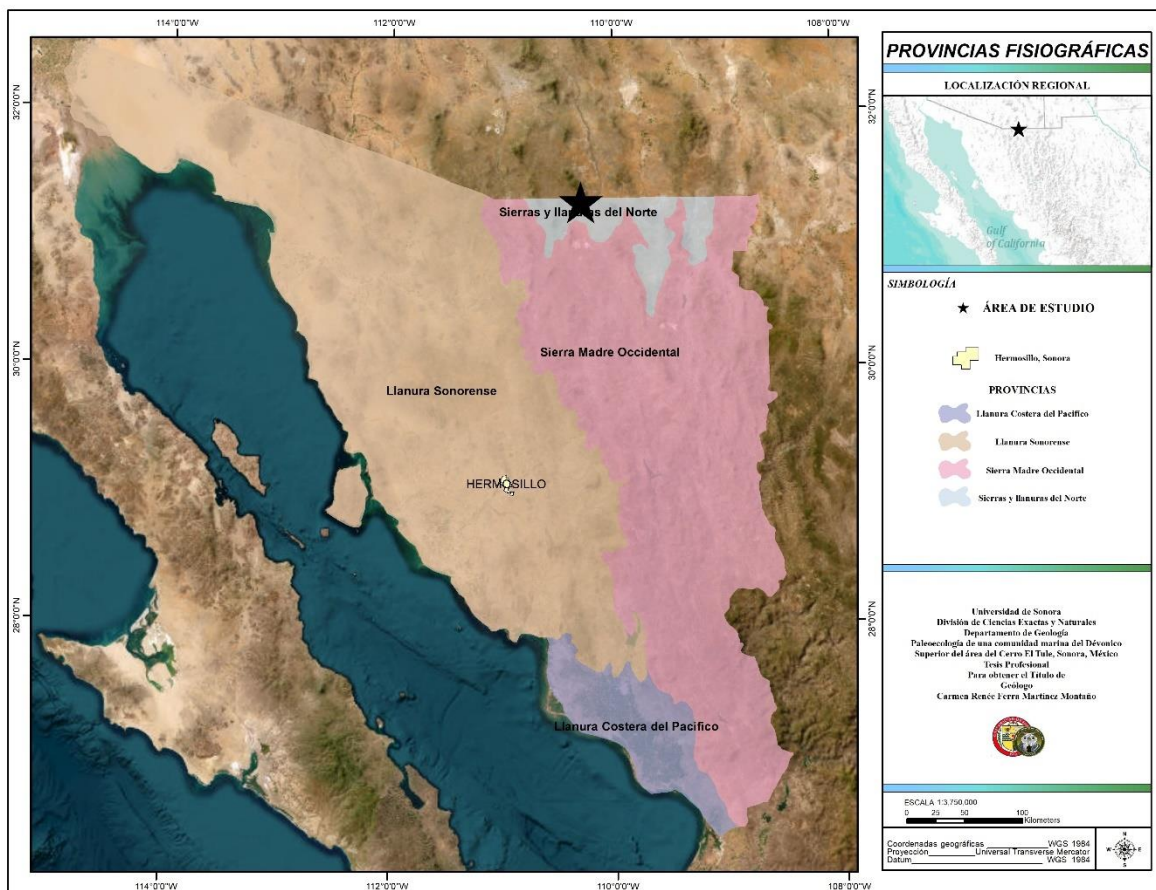 114°0'0"W
112°0'0"W
110°0'0"W
108°0'0"W
32°0'0"N
30°0'0"N
28°0'0"N
32°0'0"N
30°0'0"N
28°0'0"N
Sierras y llanuras del Norte
Sierra Madre Occidental
Llanura Sonorense
HERMOSILLO
Llanura Costera del Pacifico
114°0'0"W
112°0'0"W
110°0'0"W
108°0'0"W
PROVINCIAS FISIOGRÁFICAS
LOCALIZACIÓN REGIONAL
Gulf
of California
SIMBOLOGÍA
ÁREA DE ESTUDIO
Hermosillo, Sonora
PROVINCIAS
Llanura Costera del Pacifico
Llanura Sonorense
Sierra Madre Occidental
Sierras y llanuras del Norte
Universidad de Sonora
División de Ciencias Exactas y Naturales
Departamento de Geología
Paleoecología de una comunidad marina del Dévonico
Superior del área del Cerro El Tule, Sonora, México
Tesis Profesional
Para obtener el Título de
Geólogo
Carmen Renée Ferra Martínez Montaño
ESCALA 1:3,750,000
0 25 50 100
Kilometers
Coordenadas geográficas WGS 1984
Proyección Universal Transverse Mercator
Datum WGS 1984
N
W E
S